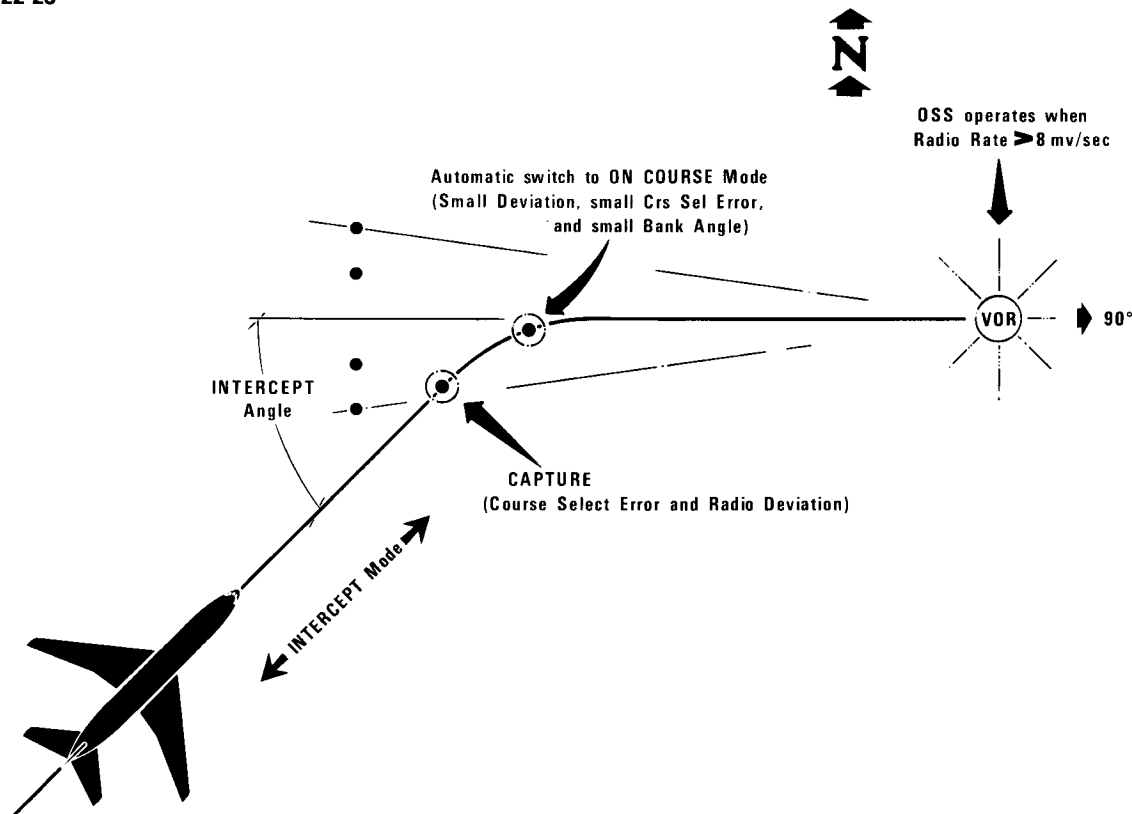 N
OSS operates when
Radio Rate >8 mv/sec
Automatic switch to ON COURSE Mode
(Small Deviation, small Crs Sel Error,
and small Bank Angle)
VOR
90°
INTERCEPT
Angle
CAPTURE
(Course Select Error and Radio Deviation)
INTERCEPT Mode